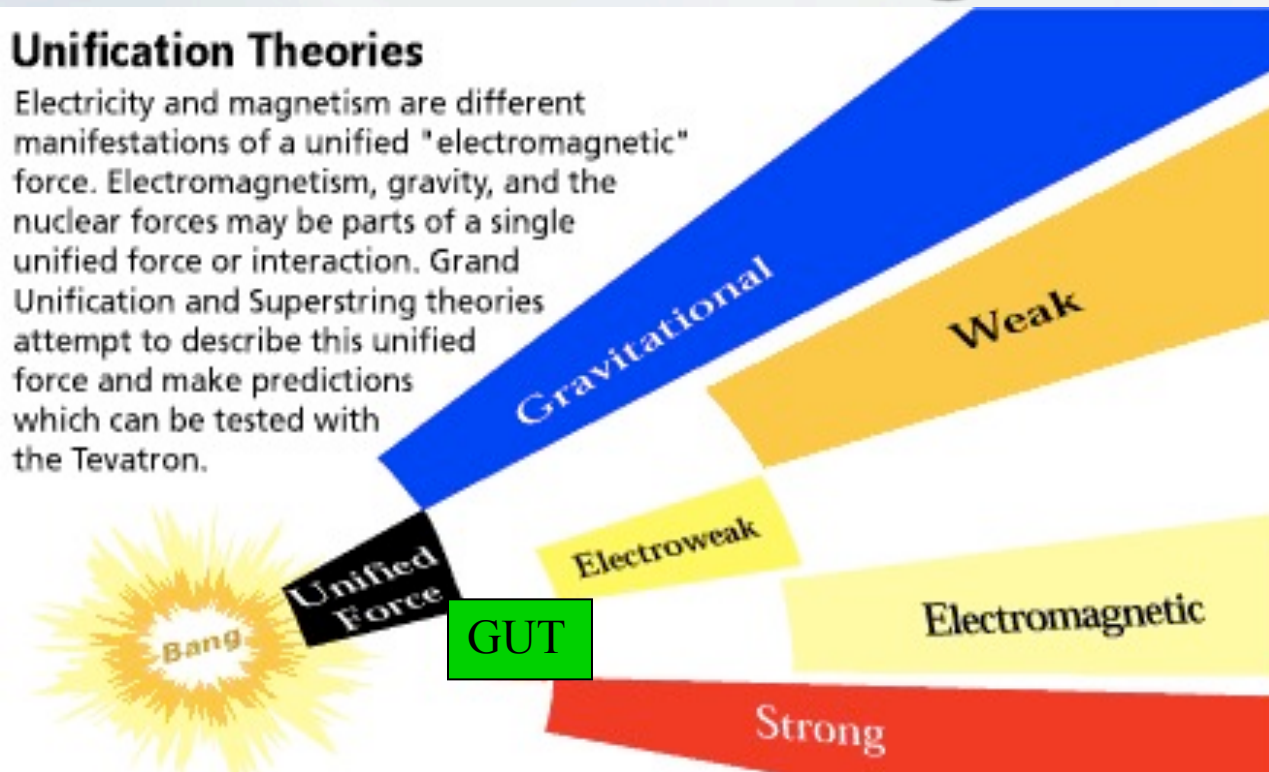 Unification Theories
Electricity and magnetism are different
manifestations of a unified "electromagnetic"
force. Electromagnetism, gravity, and the
nuclear forces may be parts of a single
unified force or interaction. Grand
Unification and Superstring theories
attempt to describe this unified
force and make predictions
which can be tested with
the Tevatron.
Gravitational
Weak
Electroweak
Unified
Force
GUT
Bang
Electromagnetic
Strong